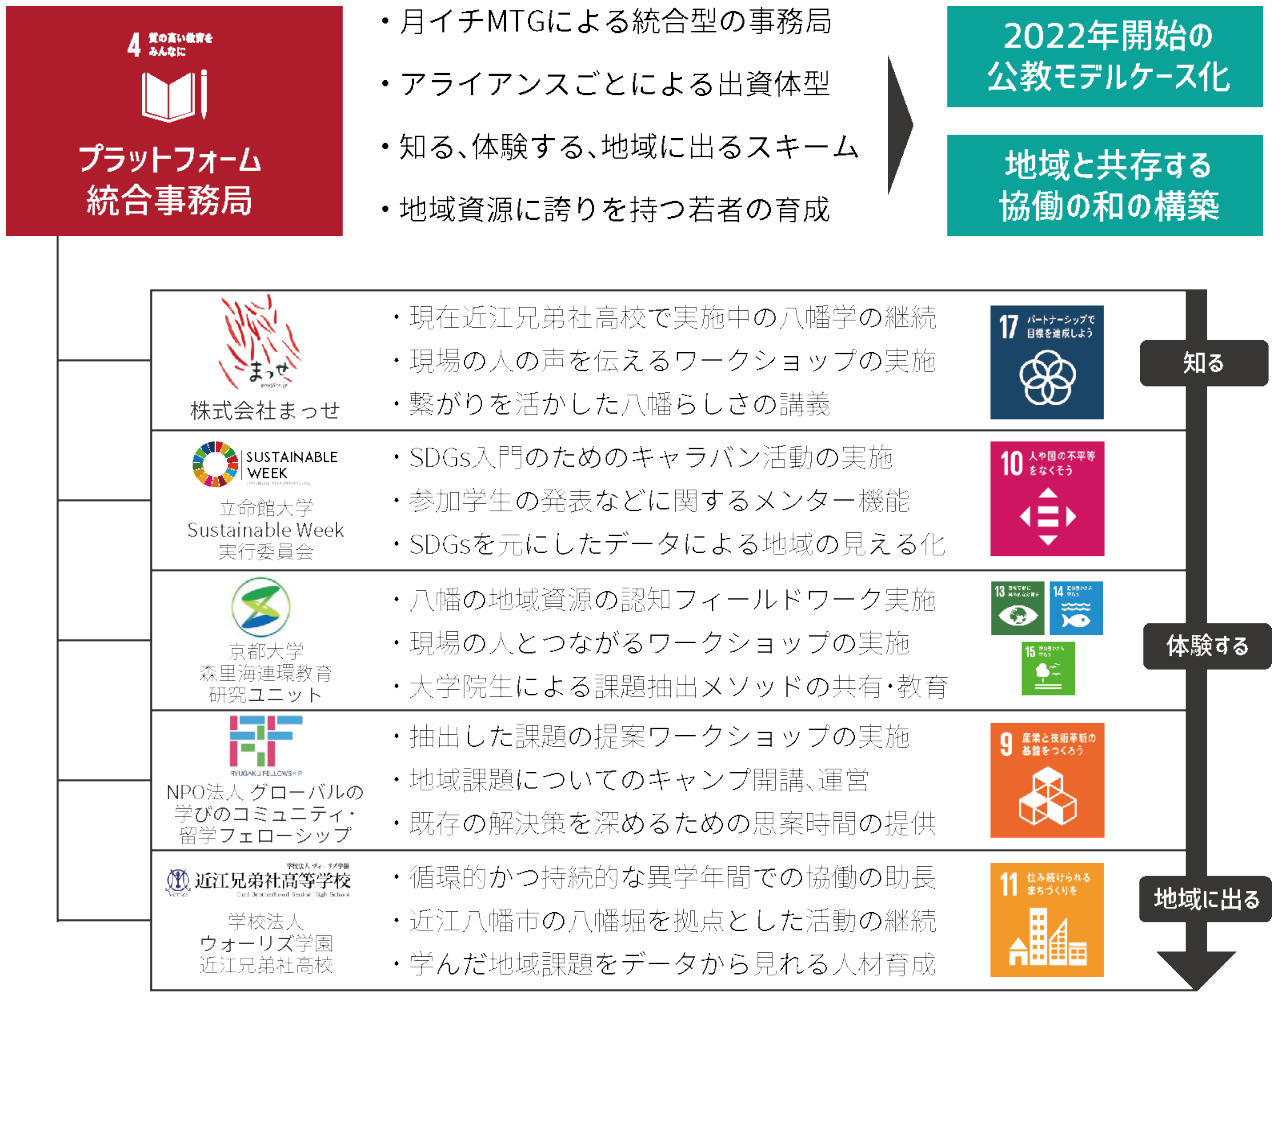 4 質の高い教育を
みんなに
プラットフォーム
統合事務局
・月イチMTGによる統合型の事務局
・アライアンスごとによる出資体型
・知る、体験する、地域に出るスキーム
・地域資源に誇りを持つ若者の育成
2022年開始の
公教モデルケース化
地域と共存する
協働の和の構築
まっせ
株式会社まっせ
・現在近江兄弟社高校で実施中の八幡学の継続
・現場の人の声を伝えるワークショップの実施
・繋がりを活かした八幡らしさの講義
17 パートナーシップで
目標を達成しよう
知る
SUSTAINABLE
WEEK
立命館大学
Sustainable Week
実行委員会
・SDGs入門のためのキャラバン活動の実施
・参加学生の発表などに関するメンター機能
・SDGsを元にしたデータによる地域の見える化
10 人や国の不平等
をなくそう
京都大学
森里海連環教育
研究ユニット
・八幡の地域資源の認知フィールドワーク実施
・現場の人とつながるワークショップの実施
・大学院生による課題抽出メソッドの共有・教育
13
14
15
体験する
RYUGAKU FELLOWSHIP
NPO法人 グローバルの
学びのコミュニティ・
留学フェローシップ
・抽出した課題の提案ワークショップの実施
・地域課題についてのキャンプ開講、運営
・既存の解決策を深めるための思案時間の提供
9 産業と技術革新の
基盤をつくろう
学校法人 ヴォーリズ学園
近江兄弟社高等学校
Omi Brotherhood Senior High School
学校法人
ウォーリズ学園
近江兄弟社高校
・循環的かつ持続的な異学年間での協働の助長
・近江八幡市の八幡堀を拠点とした活動の継続
・学んだ地域課題をデータから見れる人材育成
11 住み続けられる
まちづくりを
地域に出る